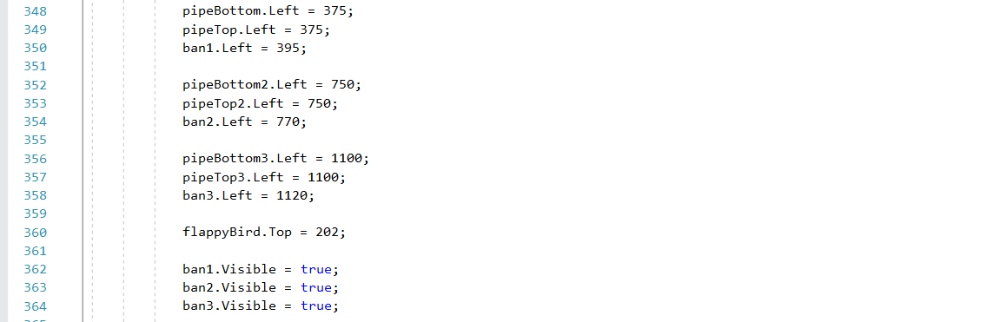 348 pipeBottom.Left = 375;
349 pipeTop.Left = 375;
350 ban1.Left = 395;
351
352 pipeBottom2.Left = 750;
353 pipeTop2.Left = 750;
354 ban2.Left = 770;
355
356 pipeBottom3.Left = 1100;
357 pipeTop3.Left = 1100;
358 ban3.Left = 1120;
359
360 flappyBird.Top = 202;
361
362 ban1.Visible = true;
363 ban2.Visible = true;
364 ban3.Visible = true;